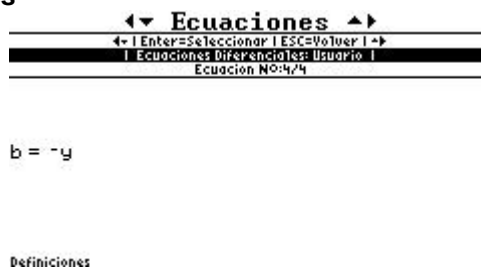 s
Ecuaciones
| Enter=Seleccionar | ESC=Volver |
| Ecuaciones Diferenciales: Usuario |
Ecuacion Nº:4/4
b = -y
Definiciones